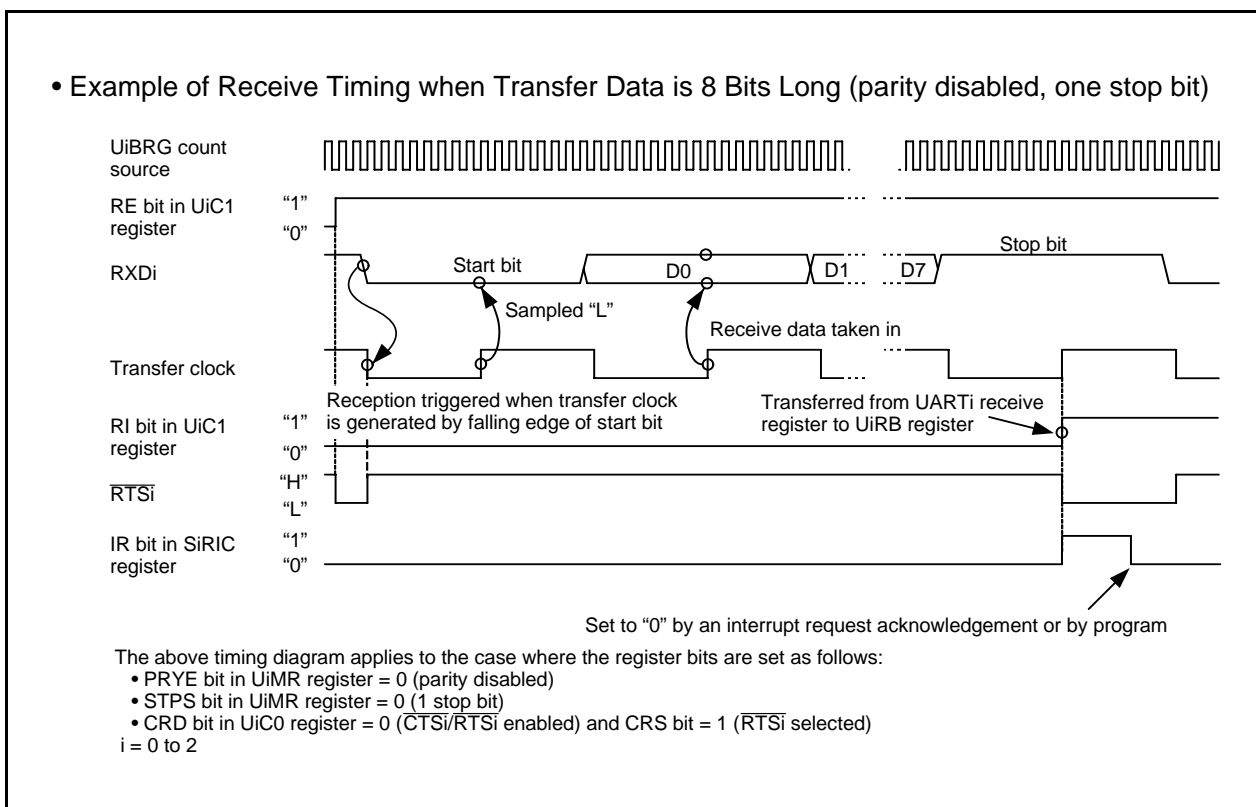 • Example of Receive Timing when Transfer Data is 8 Bits Long (parity disabled, one stop bit)
UiBRG count
source
RE bit in UiC1
register
“1”
“0”
RXDi
Start bit
D0
D1
D7
Stop bit
Sampled “L”
Receive data taken in
Transfer clock
Reception triggered when transfer clock
is generated by falling edge of start bit
Transferred from UARTi receive
register to UiRB register
RI bit in UiC1
register
“1”
“0”
RTSi
“H”
“L”
IR bit in SiRIC
register
“1”
“0”
Set to “0” by an interrupt request acknowledgement or by program
The above timing diagram applies to the case where the register bits are set as follows:
• PRYE bit in UiMR register = 0 (parity disabled)
• STPS bit in UiMR register = 0 (1 stop bit)
• CRD bit in UiC0 register = 0 (CTSi/RTSi enabled) and CRS bit = 1 (RTSi selected)
i = 0 to 2